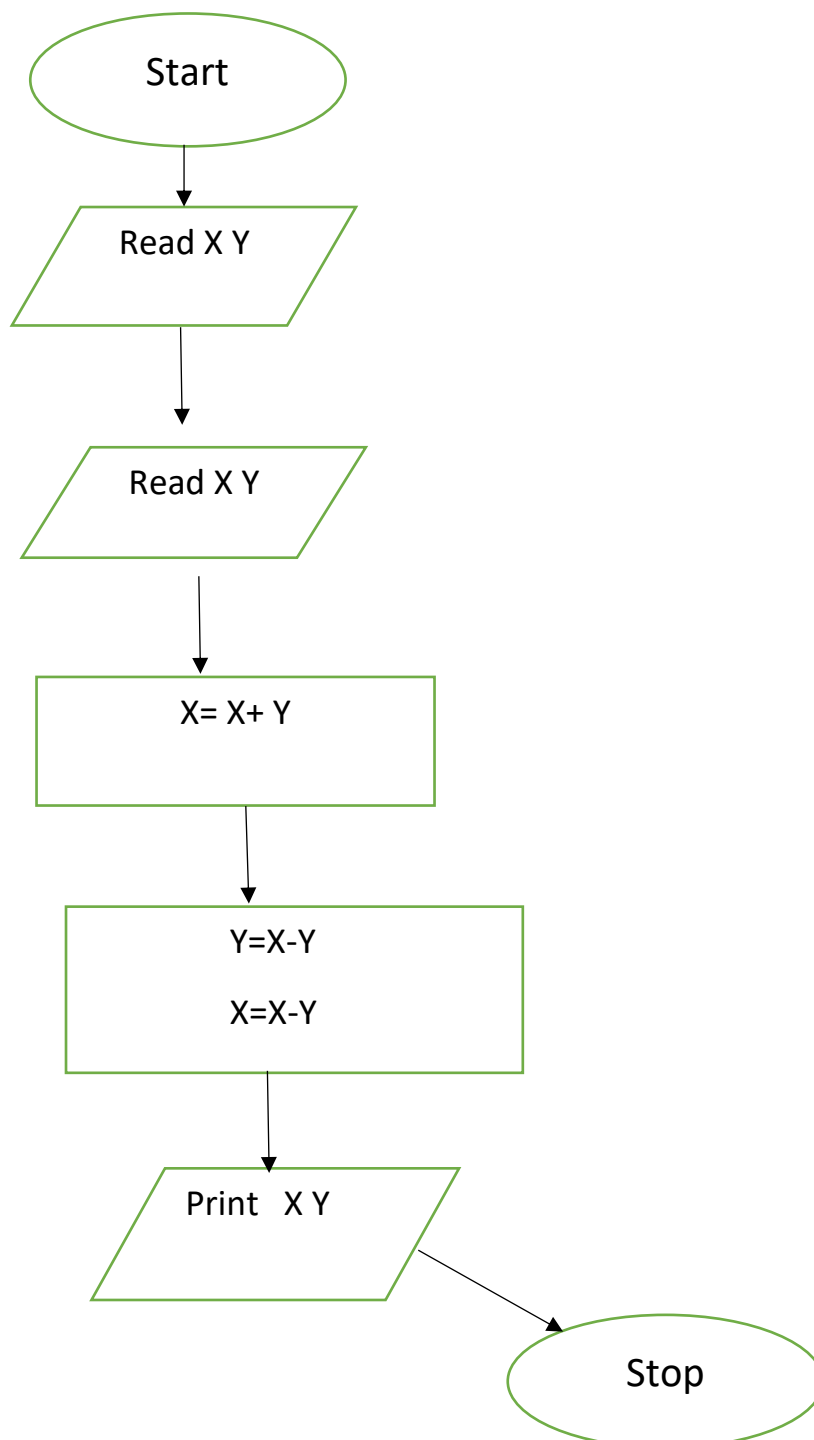 Start
Read X Y
Read X Y
X= X+ Y
Y=X-Y
X=X-Y
Print   X Y
Stop